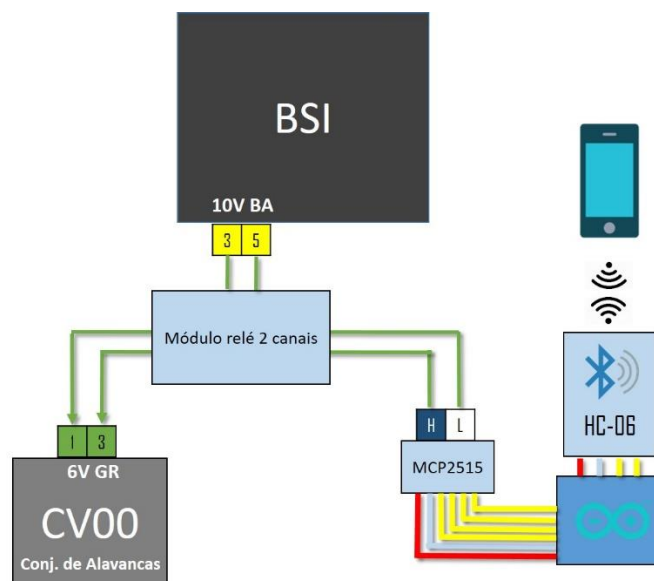 BSI
10V BA
3 5
Módulo relé 2 canais
1 3
6V GR
CV00
Conj. de Alavancas
H L
MCP2515
HC-06